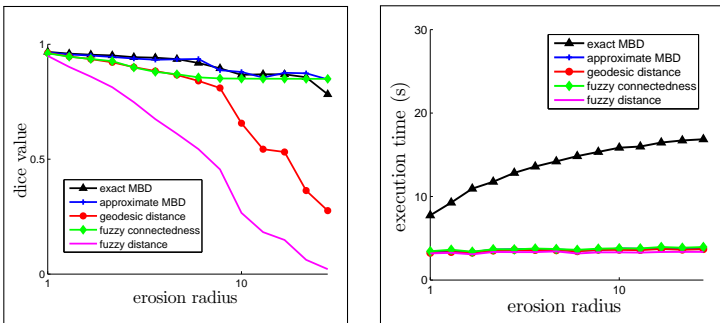 1
0.5
0
dice value
exact MBD
approximate MBD
geodesic distance
fuzzy connectedness
fuzzy distance
1
10
erosion radius
30
20
10
0
execution time (s)
exact MBD
approximate MBD
geodesic distance
fuzzy connectedness
fuzzy distance
1
10
erosion radius